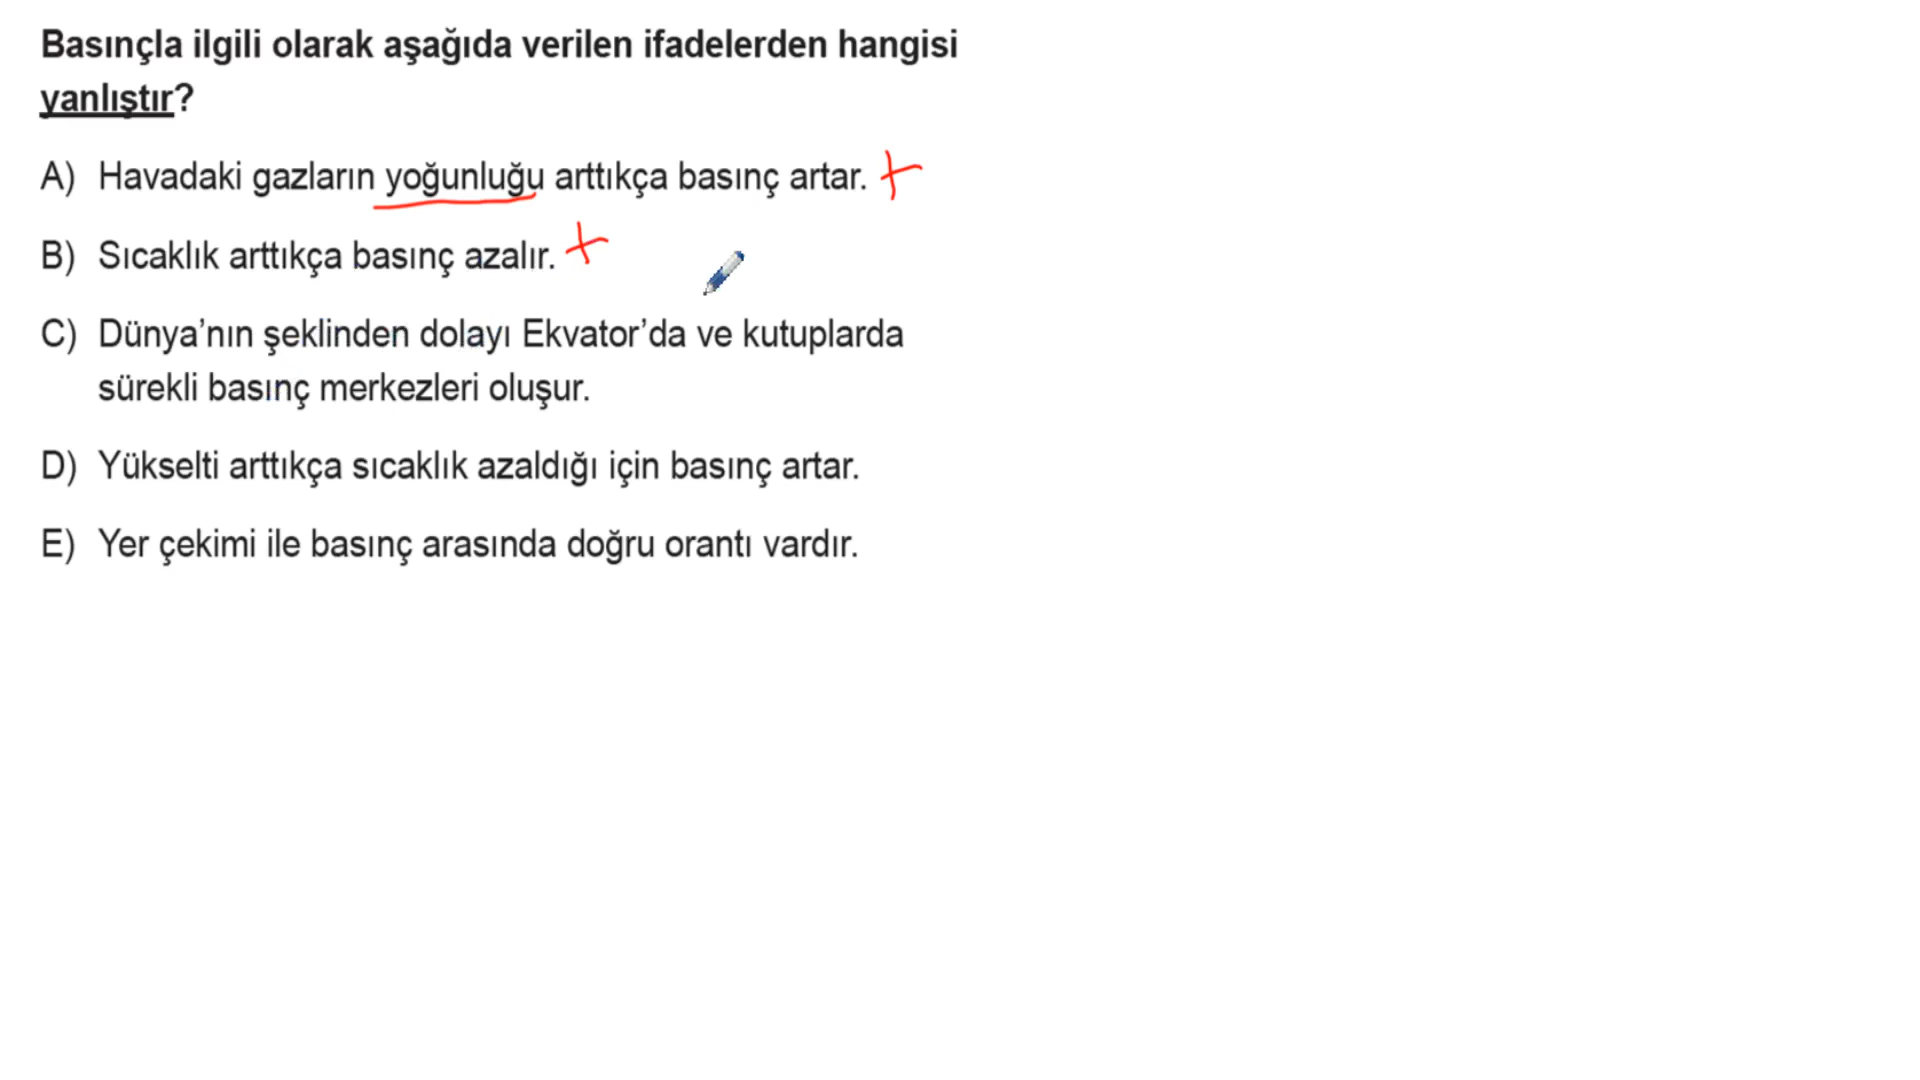 Basınçla ilgili olarak aşağıda verilen ifadelerden hangisi
yanlıştır?
A) Havadaki gazların yoğunluğu arttıkça basınç artar. +
B) Sıcaklık arttıkça basınç azalır. +
C) Dünya’nın şeklinden dolayı Ekvator’da ve kutuplarda
sürekli basınç merkezleri oluşur.
D) Yükselti arttıkça sıcaklık azaldığı için basınç artar.
E) Yer çekimi ile basınç arasında doğru orantı vardır.